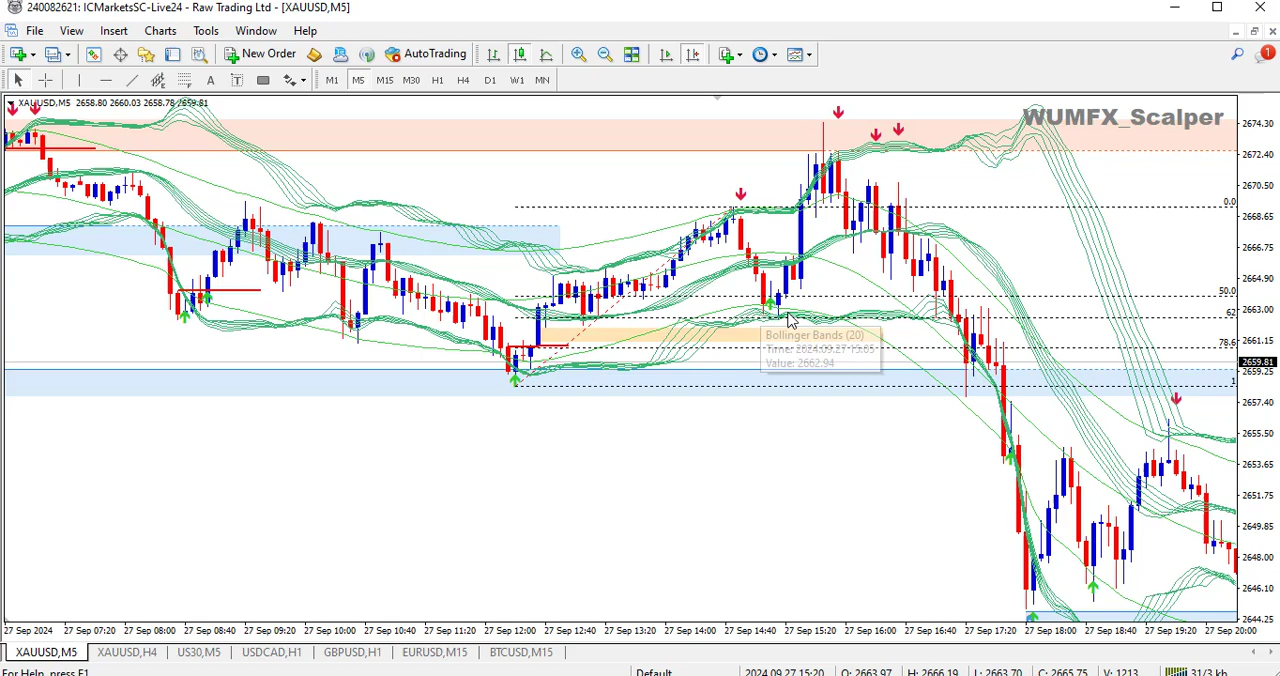 240082621: ICMarketsSC-Live24 - Raw Trading Ltd - [XAUUSD,M5]
File View Insert Charts Tools Window Help
New Order AutoTrading 1
A T M1 M5 M15 M30 H1 H4 D1 W1 MN
XAUUSD,M5 2658.80 2660.03 2658.78 2659.81
WUMFX_Scalper
2674.30
2672.40
2670.50
0.0
2668.65
2666.75
2664.90
50.0
2663.00
Bollinger Bands (20)
2661.15
78.6
Value: 2662.94
2659.81
2659.25
2657.40
2655.50
2653.65
2651.75
2649.85
2648.00
2646.10
2644.25
27 Sep 2024 27 Sep 07:20 27 Sep 08:00 27 Sep 08:40 27 Sep 09:20 27 Sep 10:00 27 Sep 10:40 27 Sep 11:20 27 Sep 12:00 27 Sep 12:40 27 Sep 13:20 27 Sep 14:00 27 Sep 14:40 27 Sep 15:20 27 Sep 16:00 27 Sep 16:40 27 Sep 17:20 27 Sep 18:00 27 Sep 18:40 27 Sep 19:20 27 Sep 20:00
XAUUSD,M5 XAUUSD,H4 US30,M5 USDCAD,H1 GBPUSD,H1 EURUSD,M15 BTCUSD,M15
For Help, press F1 Default 2024.09.27 15:20 O: 2663.97 H: 2666.19 L: 2663.70 C: 2665.75 V: 1213 31/3 kb